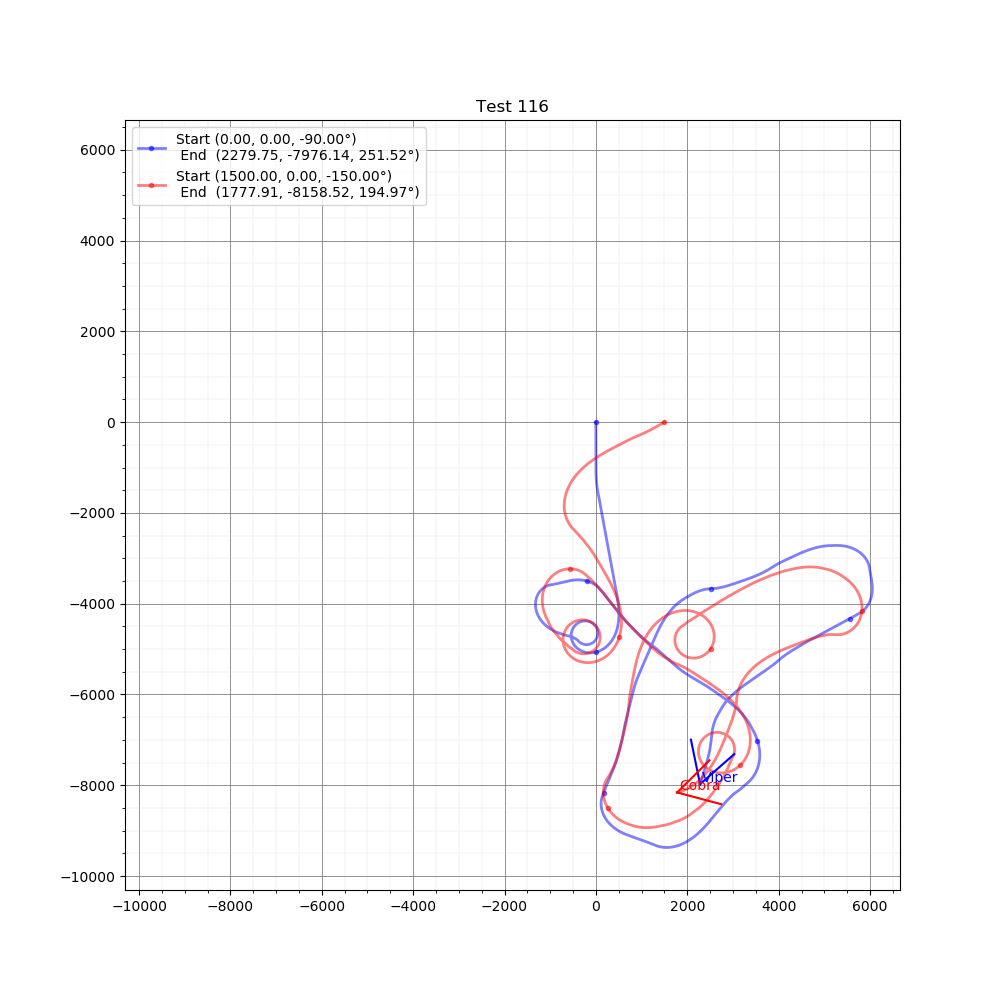 Test 116
Start (0.00, 0.00, -90.00°)
End (2279.75, -7976.14, 251.52°)
Start (1500.00, 0.00, -150.00°)
End (1777.91, -8158.52, 194.97°)
6000
4000
2000
0
−2000
−4000
−6000
−8000
−10000
Viper
Cobra
−10000 −8000 −6000 −4000 −2000 0 2000 4000 6000